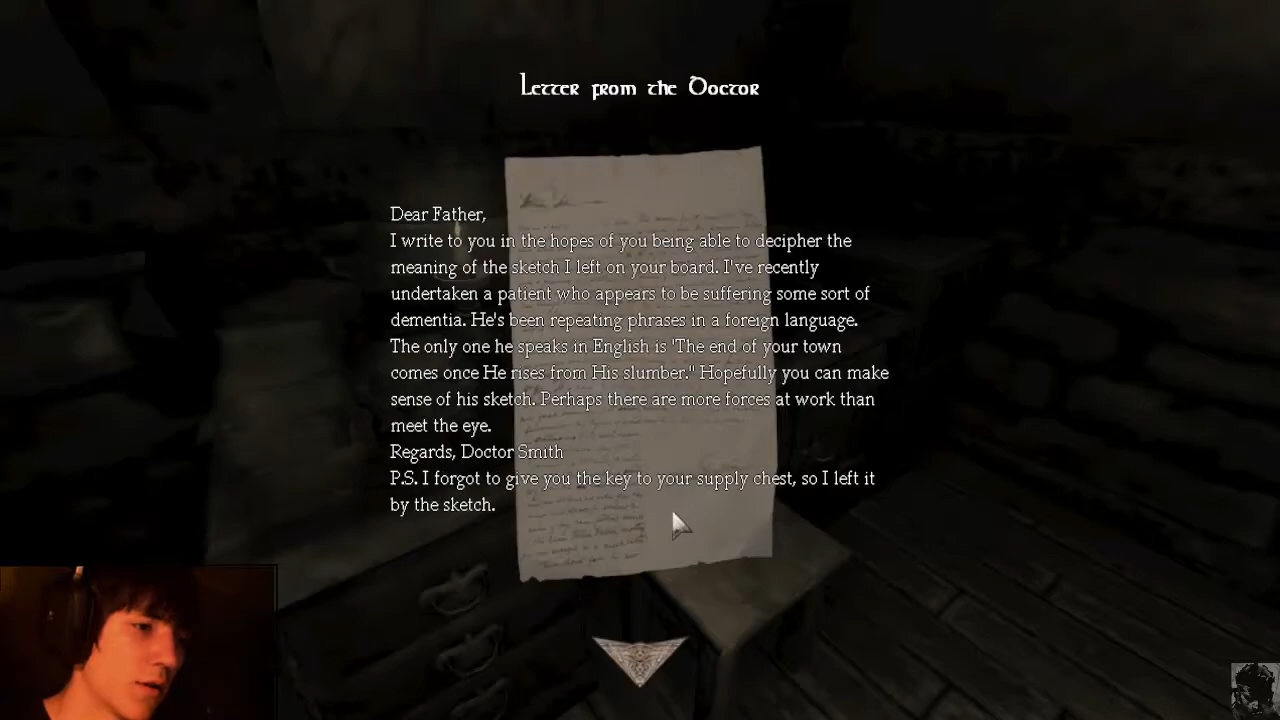 Letter from the Doctor
Dear Father,
I write to you in the hopes of you being able to decipher the
meaning of the sketch I left on your board. I've recently
undertaken a patient who appears to be suffering some sort of
dementia. He's been repeating phrases in a foreign language.
The only one he speaks in English is 'The end of your town
comes once He rises from His slumber." Hopefully you can make
sense of his sketch. Perhaps there are more forces at work than
meet the eye.
Regards, Doctor Smith
P.S. I forgot to give you the key to your supply chest, so I left it
by the sketch.